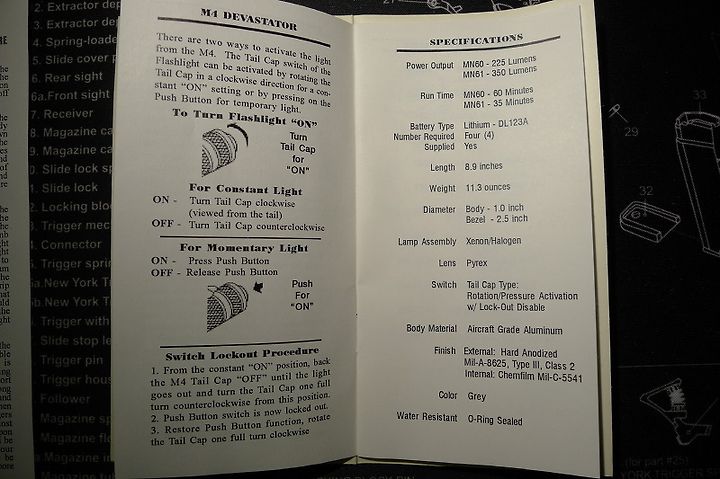 M4 DEVASTATOR
There are two ways to activate the light
from the M4. The Tail Cap switch of the
Flashlight can be activated by rotating the
Tail Cap in a clockwise direction for a con-
stant "ON" setting or by pressing on the
Push Button for temporary light.
To Turn Flashlight "ON"
Turn
Tail Cap
for
"ON"
For Constant Light
ON - Turn Tail Cap clockwise
(viewed from the tail)
OFF - Turn Tail Cap counterclockwise
For Momentary Light
ON - Press Push Button
OFF - Release Push Button
Push
For
"ON"
Switch Lockout Procedure
1. From the constant "ON" position, back
the M4 Tail Cap "OFF" until the light
goes out and turn the Tail Cap one full
turn counterclockwise from this position.
2. Push Button switch is now locked out.
3. Restore Push Button function, rotate
the Tail Cap one full turn clockwise
SPECIFICATIONS
Power Output MN60 - 225 Lumens
MN61 - 350 Lumens
Run Time MN60 - 60 Minutes
MN61 - 35 Minutes
Battery Type Lithium - DL123A
Number Required Four (4)
Supplied Yes
Length 8.9 inches
Weight 11.3 ounces
Diameter Body - 1.0 inch
Bezel - 2.5 inch
Lamp Assembly Xenon/Halogen
Lens Pyrex
Switch Tail Cap Type:
Rotation/Pressure Activation
w/ Lock-Out Disable
Body Material Aircraft Grade Aluminum
Finish External: Hard Anodized
Mil-A-8625, Type III, Class 2
Internal: Chemfilm Mil-C-5541
Color Grey
Water Resistant O-Ring Sealed
2. Extractor
3. Extractor
4. Spring-loade
5. Slide cover
6. Rear sight
6a.Front sight
7. Receiver
8. Magazine
9. Magazine
Slide lock
Slide lock
Locking
3. Trigger
4. Connector
5. Trigger
New York
New York
Trigger with
Slide stop
Trigger pin
Trigger
Follower
Magazine
Magazine
Magazine
29
32
33
(for part #25)
YORK TRIGGER